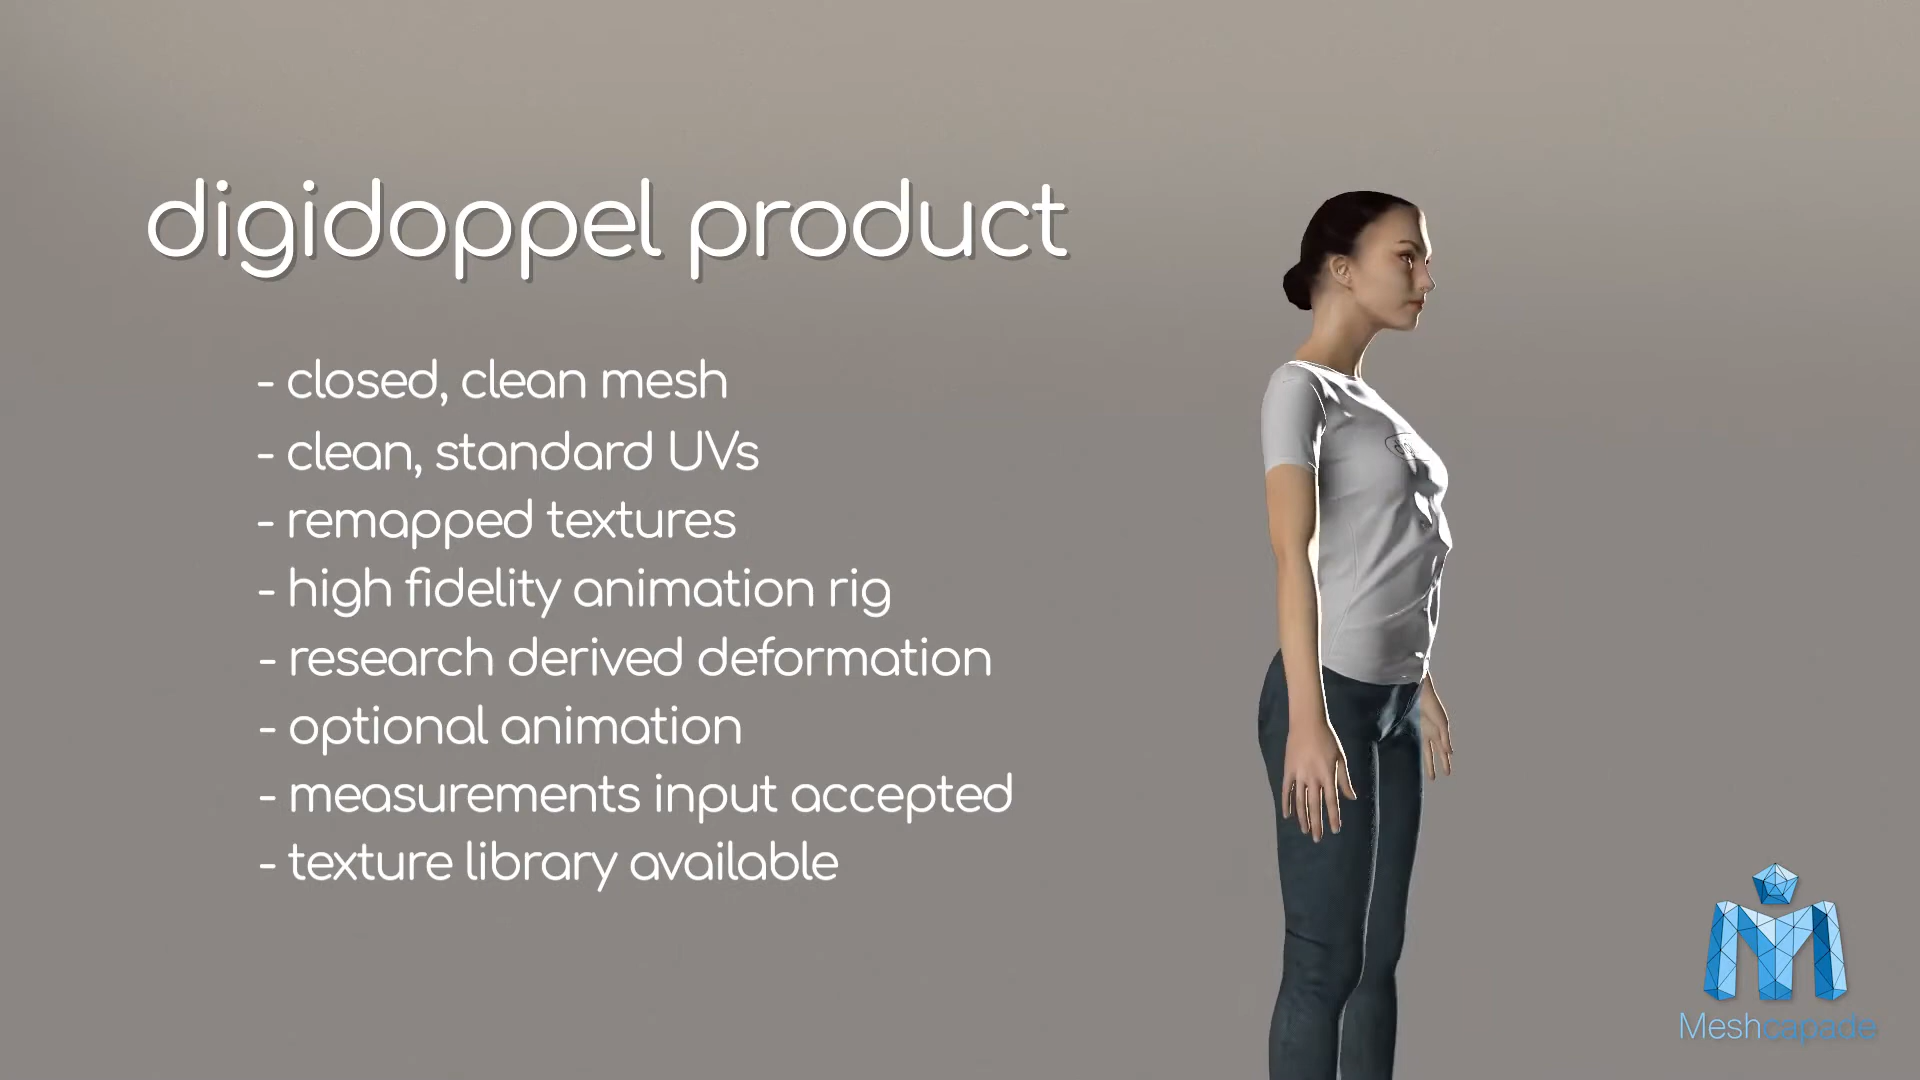 digidoppel product
- closed, clean mesh
- clean, standard UVs
- remapped textures
- high fidelity animation rig
- research derived deformation
- optional animation
- measurements input accepted
- texture library available
Meshcapade